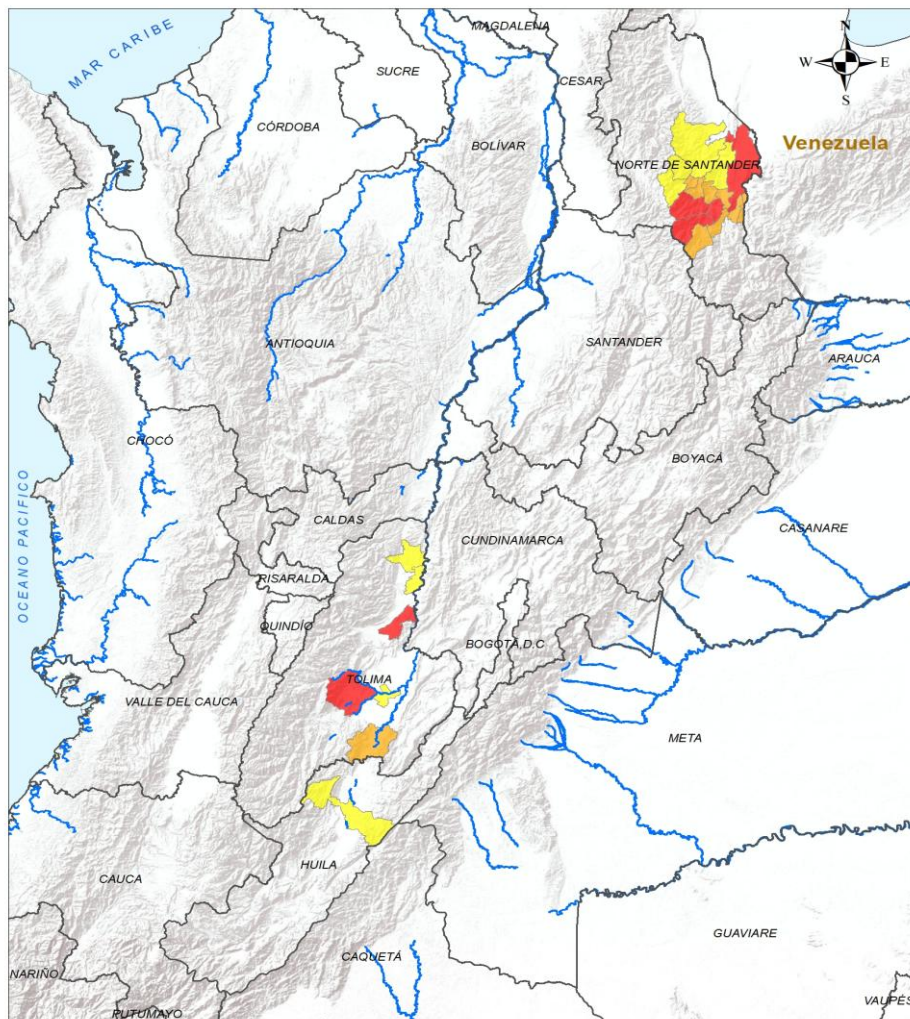 MAGDALENA
MAR CARIBE
N
W E
S
SUCRE
CESAR
CÓRDOBA
BOLÍVAR
Venezuela
NORTE DE SANTANDER
ANTIOQUIA
SANTANDER
ARAUCA
CHOCÓ
BOYACÁ
OCEANO PACIFICO
CALDAS
CUNDINAMARCA
CASANARE
RISARALDA
QUINDÍO
BOGOTÁ,D.C
TOLIMA
VALLE DEL CAUCA
META
HUILA
CAUCA
GUAVIARE
CAQUETÁ
NARIÑO
PUTUMAYO
VAUPÉS